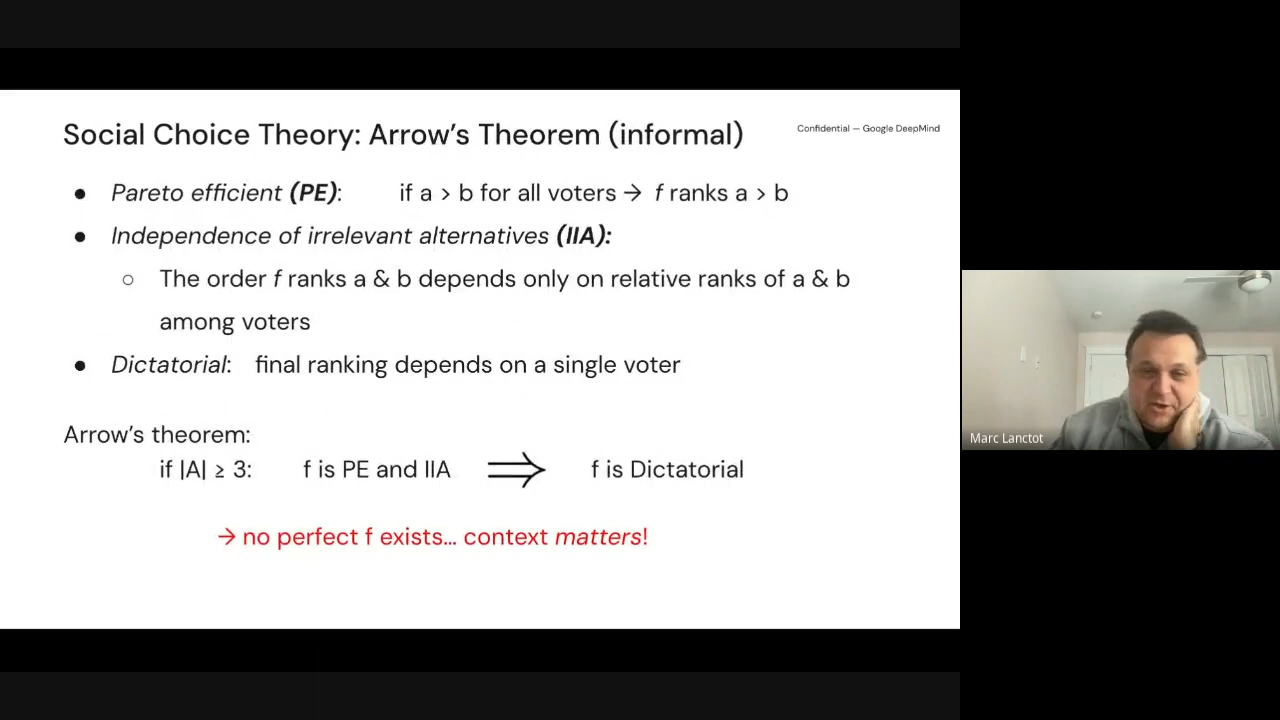 Social Choice Theory: Arrow's Theorem (informal)
Confidential — Google DeepMind
● Pareto efficient (PE): if a > b for all voters → f ranks a > b
● Independence of irrelevant alternatives (IIA):
○ The order f ranks a & b depends only on relative ranks of a & b
among voters
● Dictatorial: final ranking depends on a single voter
Arrow's theorem:
if |A| ≥ 3: f is PE and IIA ⟹ f is Dictatorial
→ no perfect f exists... context matters!
Marc Lanctot